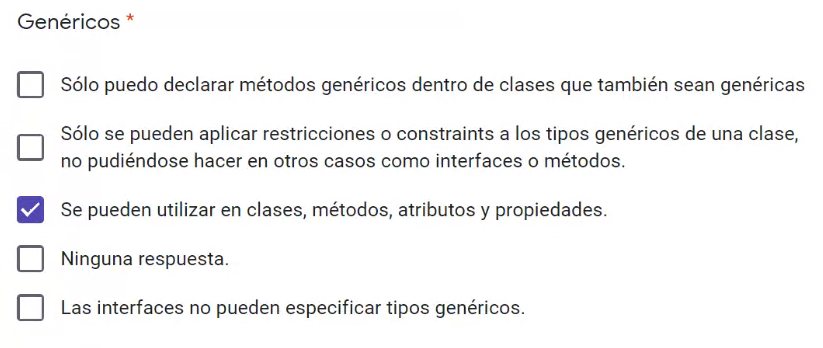 Genéricos *
Sólo puedo declarar métodos genéricos dentro de clases que también sean genéricas
Sólo se pueden aplicar restricciones o constraints a los tipos genéricos de una clase,
no pudiéndose hacer en otros casos como interfaces o métodos.
Se pueden utilizar en clases, métodos, atributos y propiedades.
Ninguna respuesta.
Las interfaces no pueden especificar tipos genéricos.